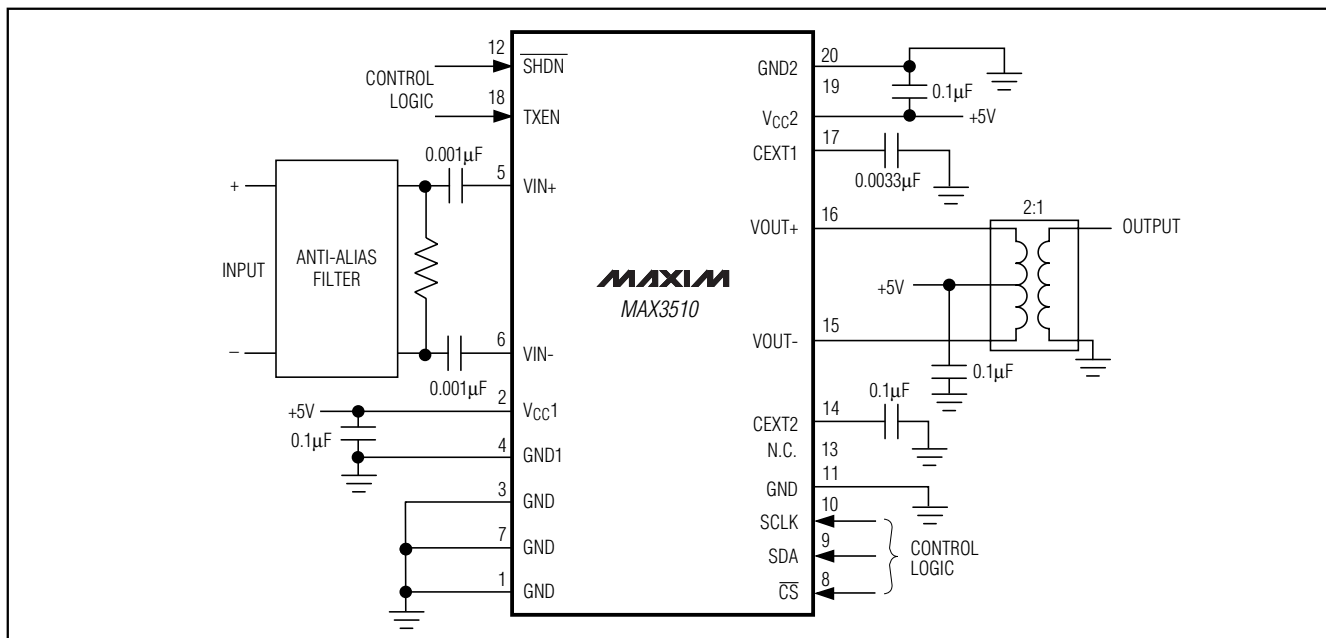 12
SHDN
CONTROL
LOGIC
18
TXEN
0.001µF
5
VIN+
+
INPUT
ANTI-ALIAS
FILTER
–
6
VIN-
0.001µF
2
VCC1
+5V
0.1µF
4
GND1
3
GND
7
GND
1
GND
MAXIM
MAX3510
20
GND2
19
0.1µF
VCC2
+5V
17
CEXT1
0.0033µF
16
VOUT+
2:1
OUTPUT
+5V
15
VOUT-
0.1µF
0.1µF
14
CEXT2
N.C.
13
11
GND
10
SCLK
9
SDA
CONTROL
LOGIC
8
CS